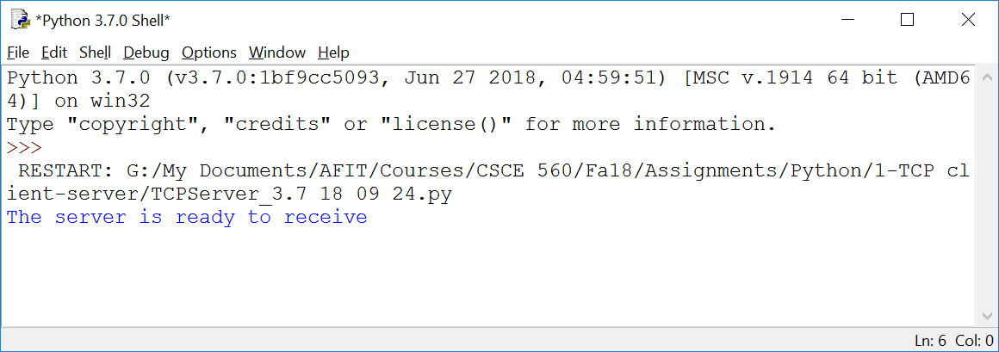 *Python 3.7.0 Shell*
File Edit Shell Debug Options Window Help
Python 3.7.0 (v3.7.0:1bf9cc5093, Jun 27 2018, 04:59:51) [MSC v.1914 64 bit (AMD6
4)] on win32
Type "copyright", "credits" or "license()" for more information.
>>>
 RESTART: G:/My Documents/AFIT/Courses/CSCE 560/Fa18/Assignments/Python/1-TCP cl
ient-server/TCPServer_3.7 18 09 24.py
The server is ready to receive
Ln: 6 Col: 0